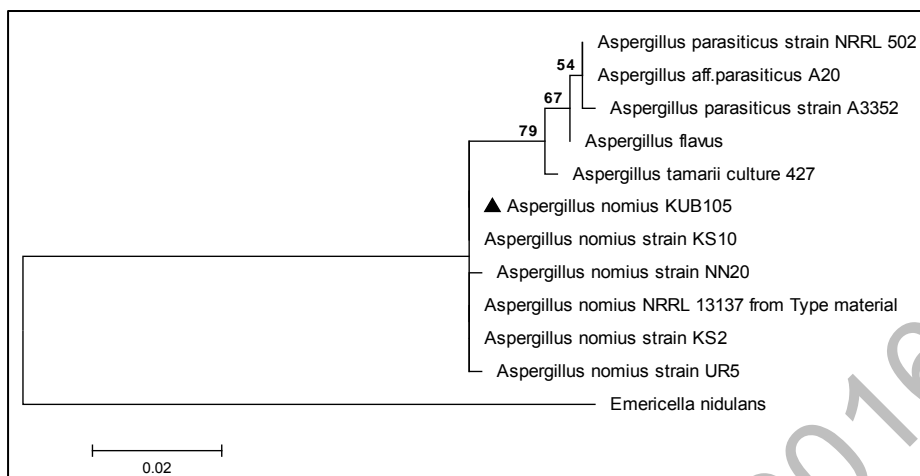 Aspergillus parasiticus strain NRRL 502
54
Aspergillus aff.parasiticus A20
67
Aspergillus parasiticus strain A3352
79
Aspergillus flavus
Aspergillus tamarii culture 427
Aspergillus nomius KUB105
Aspergillus nomius strain KS10
Aspergillus nomius strain NN20
Aspergillus nomius NRRL 13137 from Type material
Aspergillus nomius strain KS2
Aspergillus nomius strain UR5
Emericella nidulans
0.02
2016